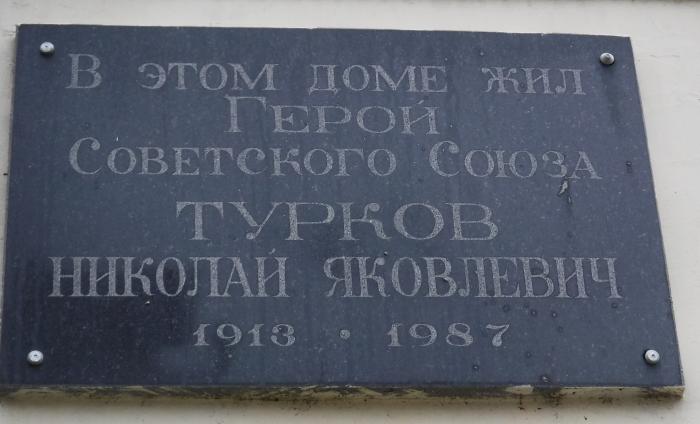 В этом доме жил
Герой
Советского Союза
ТУРКОВ
НИКОЛАЙ ЯКОВЛЕВИЧ
1913 • 1987